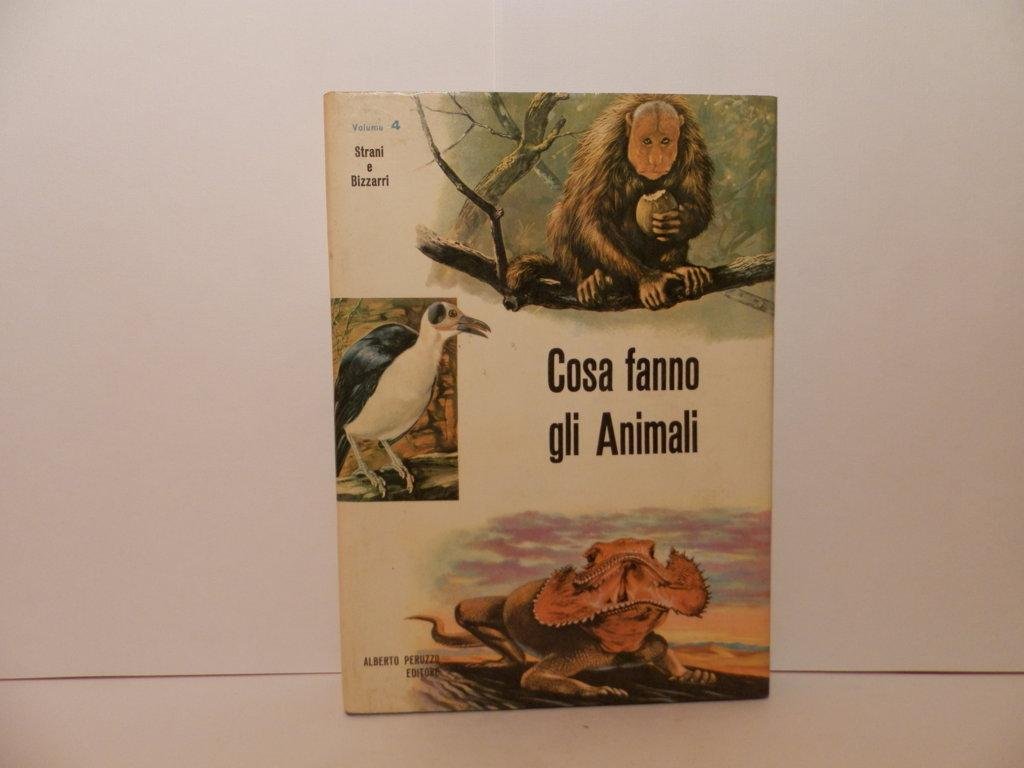 Volume 4
Strani
e
Bizzarri
Cosa fanno
gli Animali
ALBERTO PERUZZO
EDITORE